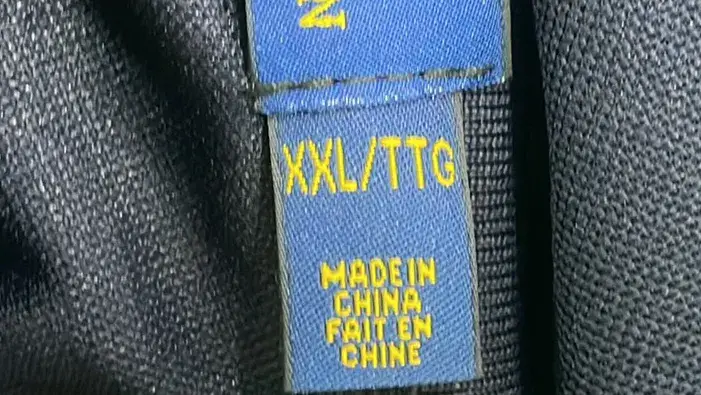 XXL/TTG
MADE IN
CHINA
FAIT EN
CHINE